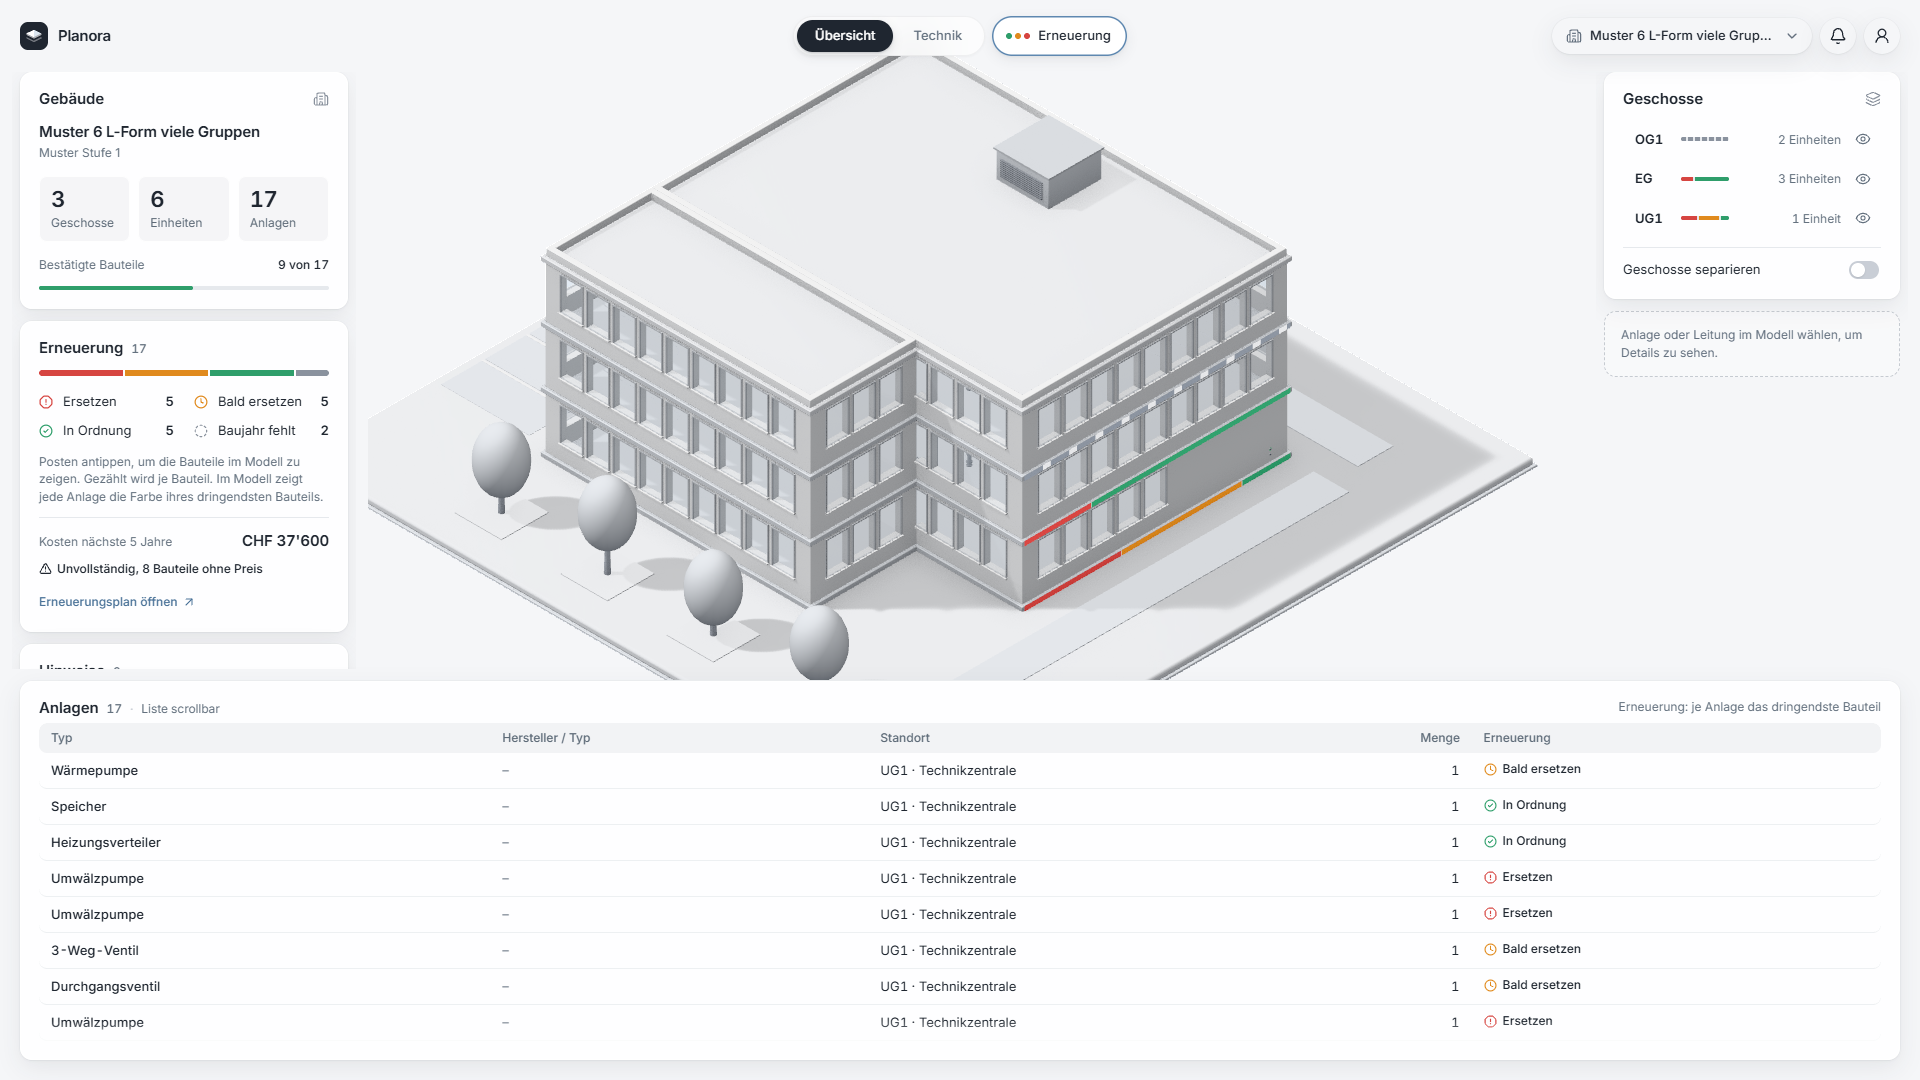 Planora
Übersicht
Technik
Erneuerung
Muster 6 L-Form viele Grup...
Gebäude
Muster 6 L-Form viele Gruppen
Muster Stufe 1
3
6
17
Geschosse
Einheiten
Anlagen
Bestätigte Bauteile
9 von 17
Erneuerung 17
Ersetzen 5
Bald ersetzen 5
In Ordnung 5
Baujahr fehlt 2
Posten antippen, um die Bauteile im Modell zu
zeigen. Gezählt wird je Bauteil. Im Modell zeigt
jede Anlage die Farbe ihres dringendsten Bauteils.
Kosten nächste 5 Jahre
CHF 37'600
Unvollständig, 8 Bauteile ohne Preis
Erneuerungsplan öffnen
Geschosse
OG1 2 Einheiten
EG 3 Einheiten
UG1 1 Einheit
Geschosse separieren
Anlage oder Leitung im Modell wählen, um
Details zu sehen.
Anlagen 17 · Liste scrollbar
Erneuerung: je Anlage das dringendste Bauteil
Typ Hersteller / Typ Standort Menge Erneuerung
Wärmepumpe – UG1 · Technikzentrale 1 Bald ersetzen
Speicher – UG1 · Technikzentrale 1 In Ordnung
Heizungsverteiler – UG1 · Technikzentrale 1 In Ordnung
Umwälzpumpe – UG1 · Technikzentrale 1 Ersetzen
Umwälzpumpe – UG1 · Technikzentrale 1 Ersetzen
3-Weg-Ventil – UG1 · Technikzentrale 1 Bald ersetzen
Durchgangsventil – UG1 · Technikzentrale 1 Bald ersetzen
Umwälzpumpe – UG1 · Technikzentrale 1 Ersetzen